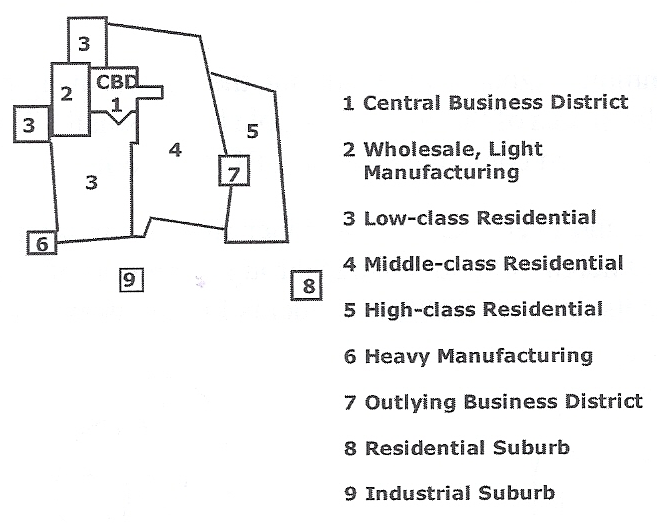 3
CBD
2
1
3
5
4
3
7
6
9
8
1 Central Business District
2 Wholesale, Light
Manufacturing
3 Low-class Residential
4 Middle-class Residential
5 High-class Residential
6 Heavy Manufacturing
7 Outlying Business District
8 Residential Suburb
9 Industrial Suburb